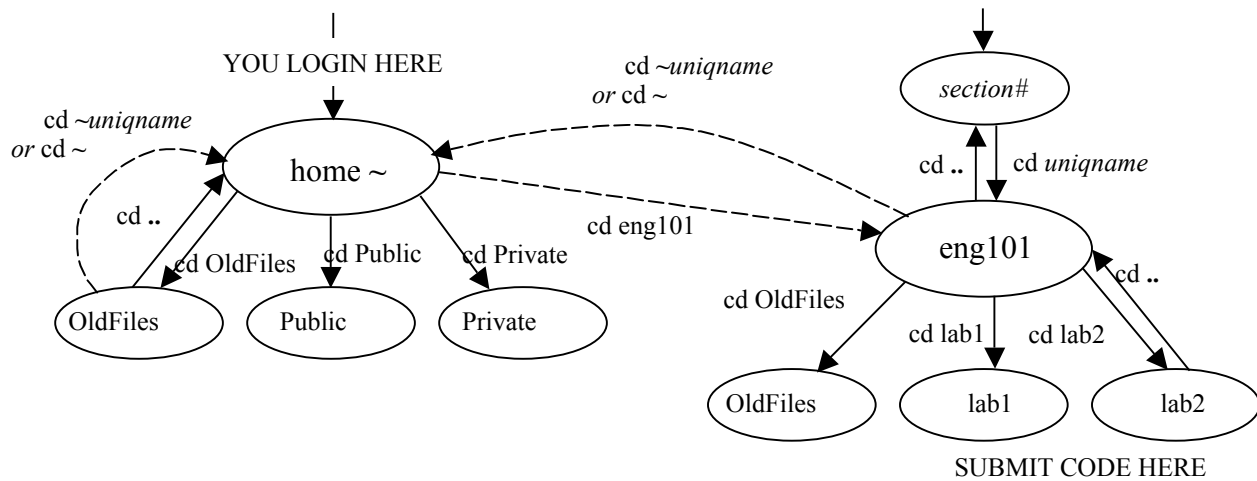 YOU LOGIN HERE
cd ~uniqname
or cd ~
cd ~uniqname
or cd ~
section#
home ~
cd ..
cd uniqname
cd ..
cd eng101
eng101
cd OldFiles
cd Public
cd Private
cd ..
cd OldFiles
OldFiles
Public
Private
cd lab1
cd lab2
OldFiles
lab1
lab2
SUBMIT CODE HERE